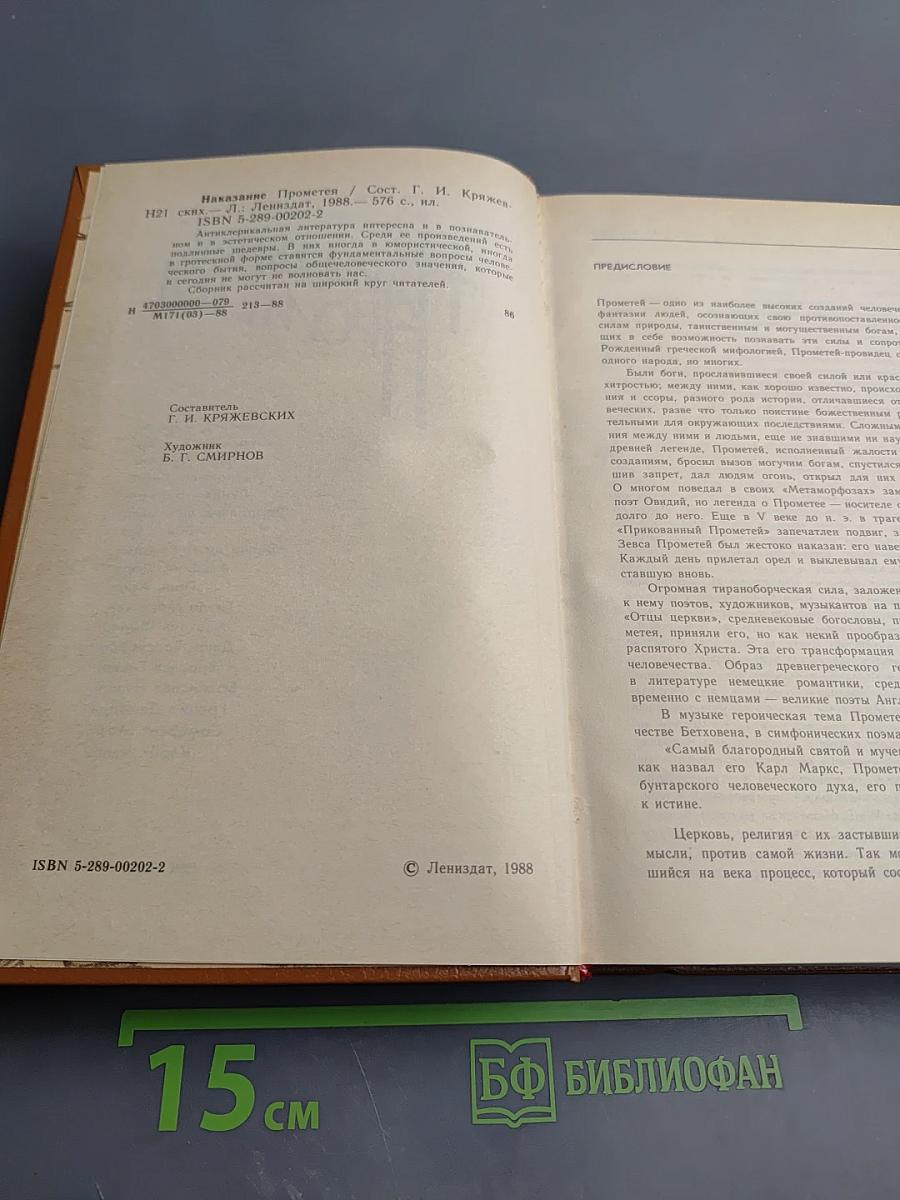 Наказание Прометея / Сост. Г. И. Кряжев-
Н21 ских.— Л.: Лениздат, 1988.— 576 с., ил.
ISBN 5-289-00202-2
Антиклерикальная литература интересна и в познаватель-
ном и в эстетическом отношении. Среди ее произведений есть
подлинные шедевры. В них иногда в юмористической, иногда
в гротескной форме ставятся фундаментальные вопросы челове-
ческого бытия, вопросы общечеловеческого значения, которые
и сегодня не могут не волновать нас.
Сборник рассчитан на широкий круг читателей.
Н 4703000000—079 213—88
М171(03)—88
86
Составитель
Г. И. КРЯЖЕВСКИХ
Художник
Б. Г. СМИРНОВ
ISBN 5-289-00202-2
© Лениздат, 1988
ПРЕДИСЛОВИЕ
Прометей — одно из наиболее высоких созданий человече
фантазии людей, осознающих свою противопоставленно
силам природы, таинственным и могущественным богам,
щих в себе возможность познавать эти силы и сопрот
Рожденный греческой мифологией, Прометей-провидец с
одного народа, но многих.
Были боги, прославившиеся своей силой или крас
хитростью; между ними, как хорошо известно, происхо
ния и ссоры, разного рода истории, отличавшиеся от
веческих, разве что только поистине божественным р
тельными для окружающих последствиями. Сложным
ния между ними и людьми, еще не знавшими ни нау
древней легенде, Прометей, исполненный жалости
созданиям, бросил вызов могучим богам, спустился
шив запрет, дал людям огонь, открыл для них
О многом поведал в своих «Метаморфозах» зам
поэт Овидий, но легенда о Прометее — носителе с
долго до него. Еще в V веке до н. э. в траге
«Прикованный Прометей» запечатлен подвиг, з
Зевса Прометей был жестоко наказан: его наве
Каждый день прилетал орел и выклевывал ему
ставшую вновь.
Огромная тираноборческая сила, заложен
к нему поэтов, художников, музыкантов на п
«Отцы церкви», средневековые богословы, п
метея, приняли его, но как некий прообраз
распятого Христа. Эта его трансформация
человечества. Образ древнегреческого ге
в литературе немецкие романтики, сред
временно с немцами — великие поэты Англ
В музыке героическая тема Промете
честве Бетховена, в симфонических поэма
«Самый благородный святой и мучен
как назвал его Карл Маркс, Промете
бунтарского человеческого духа, его п
к истине.
Церковь, религия с их застывши
мысли, против самой жизни. Так мо
шийся на века процесс, который сос
15 см
БФ БИБЛИОФАН